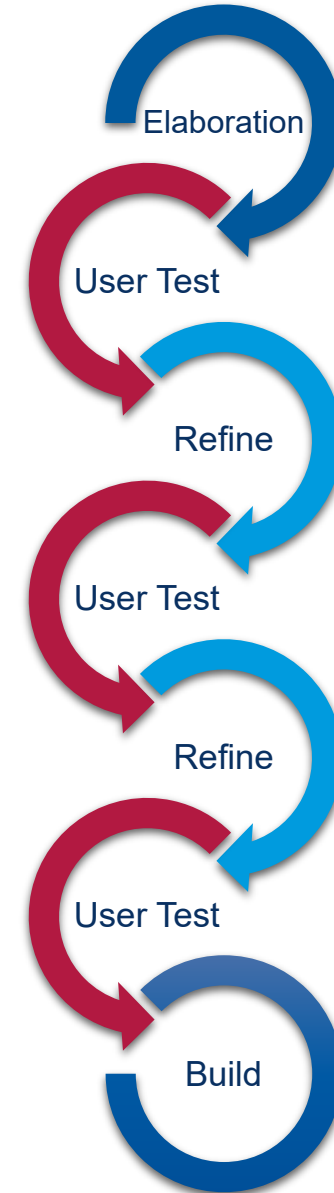 Elaboration
User Test
Refine
User Test
Refine
User Test
Build